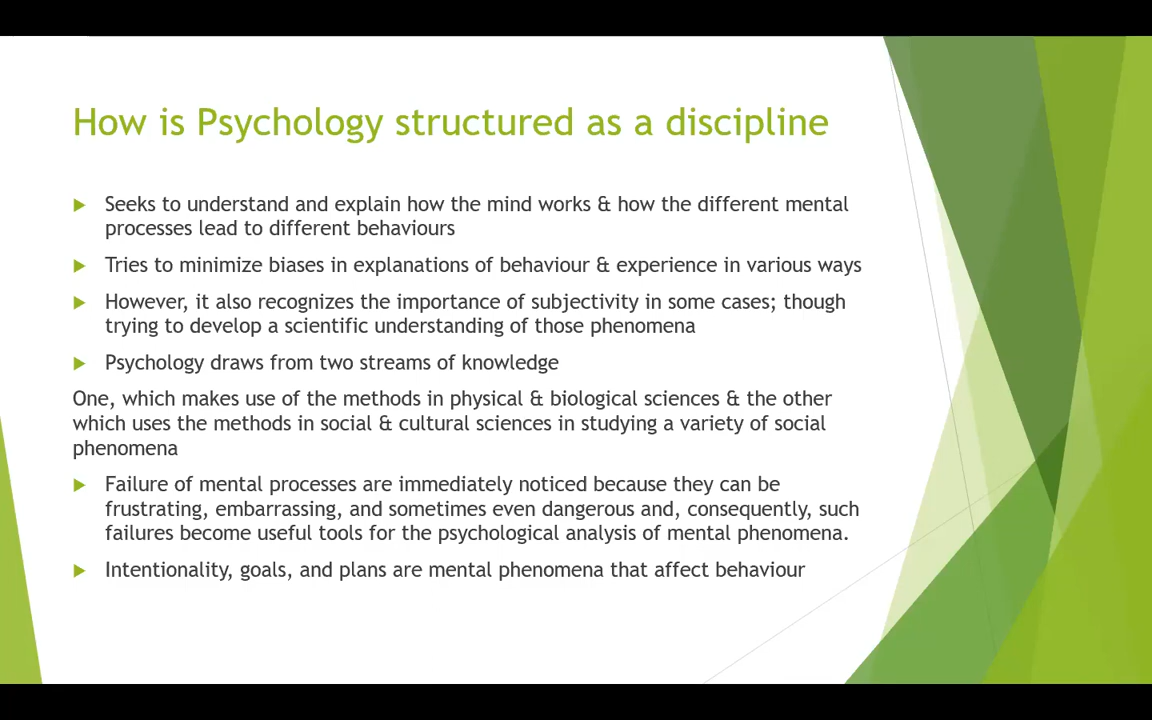 How is Psychology structured as a discipline
Seeks to understand and explain how the mind works & how the different mental
processes lead to different behaviours
Tries to minimize biases in explanations of behaviour & experience in various ways
However, it also recognizes the importance of subjectivity in some cases; though
trying to develop a scientific understanding of those phenomena
Psychology draws from two streams of knowledge
One, which makes use of the methods in physical & biological sciences & the other
which uses the methods in social & cultural sciences in studying a variety of social
phenomena
Failure of mental processes are immediately noticed because they can be
frustrating, embarrassing, and sometimes even dangerous and, consequently, such
failures become useful tools for the psychological analysis of mental phenomena.
Intentionality, goals, and plans are mental phenomena that affect behaviour